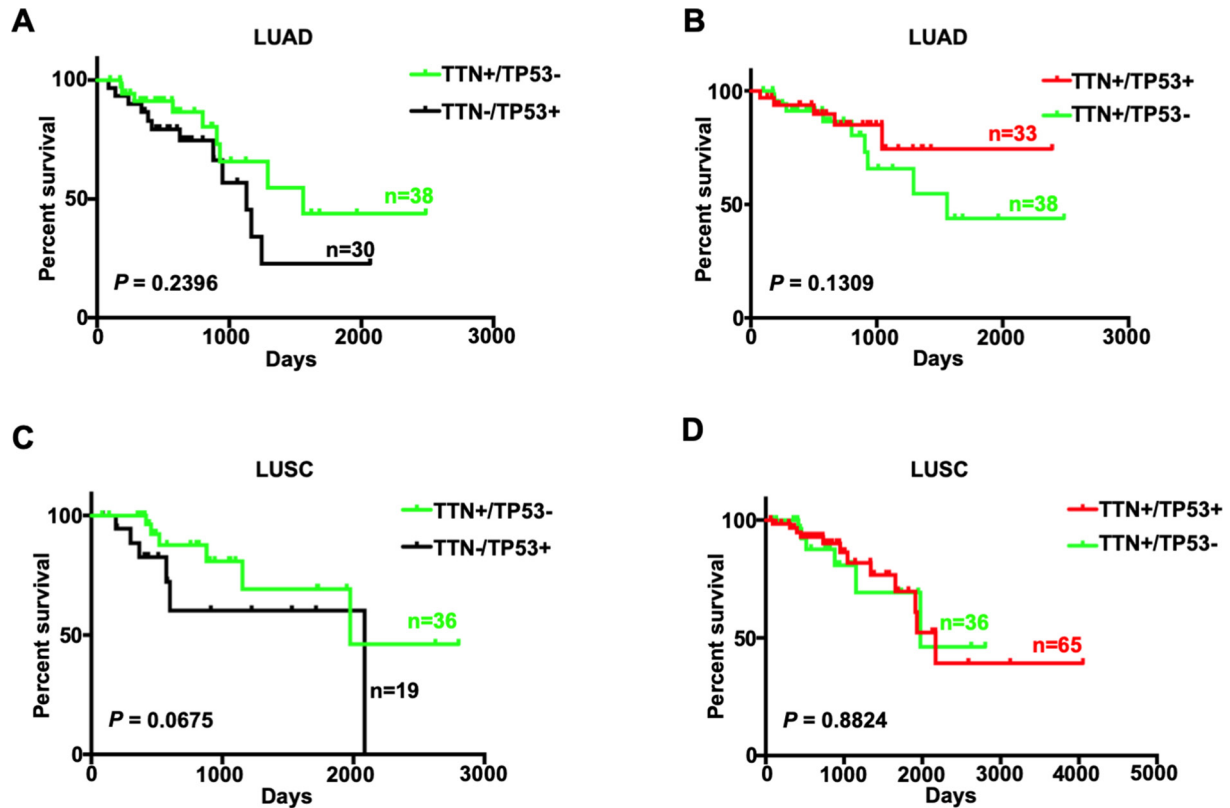 A
LUAD
TTN+/TP53-
TTN-/TP53+
Percent survival
100
50
0
n=38
n=30
P = 0.2396
0 1000 2000 3000
Days
B
LUAD
TTN+/TP53+
TTN+/TP53-
Percent survival
100
50
0
n=33
n=38
P = 0.1309
0 1000 2000 3000
Days
C
LUSC
TTN+/TP53-
TTN-/TP53+
Percent survival
100
50
0
n=36
n=19
P = 0.0675
0 1000 2000 3000
Days
D
LUSC
TTN+/TP53+
TTN+/TP53-
Percent survival
100
50
0
n=36
n=65
P = 0.8824
0 1000 2000 3000 4000 5000
Days